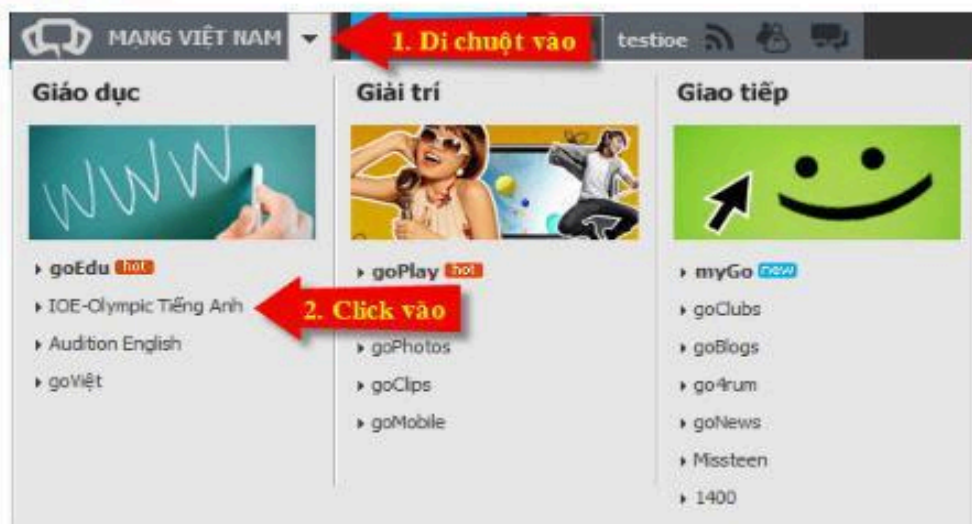 MẠNG VIỆT NAM
1. Di chuột vào
testioe
Giáo dục
www
goEdu hot
IOE-Olympic Tiếng Anh
2. Click vào
Audition English
goViệt
Giải trí
goPlay hot
goPhotos
goClips
goMobile
Giao tiếp
myGo new
goClubs
goBlogs
go4rum
goNews
Missteen
1400